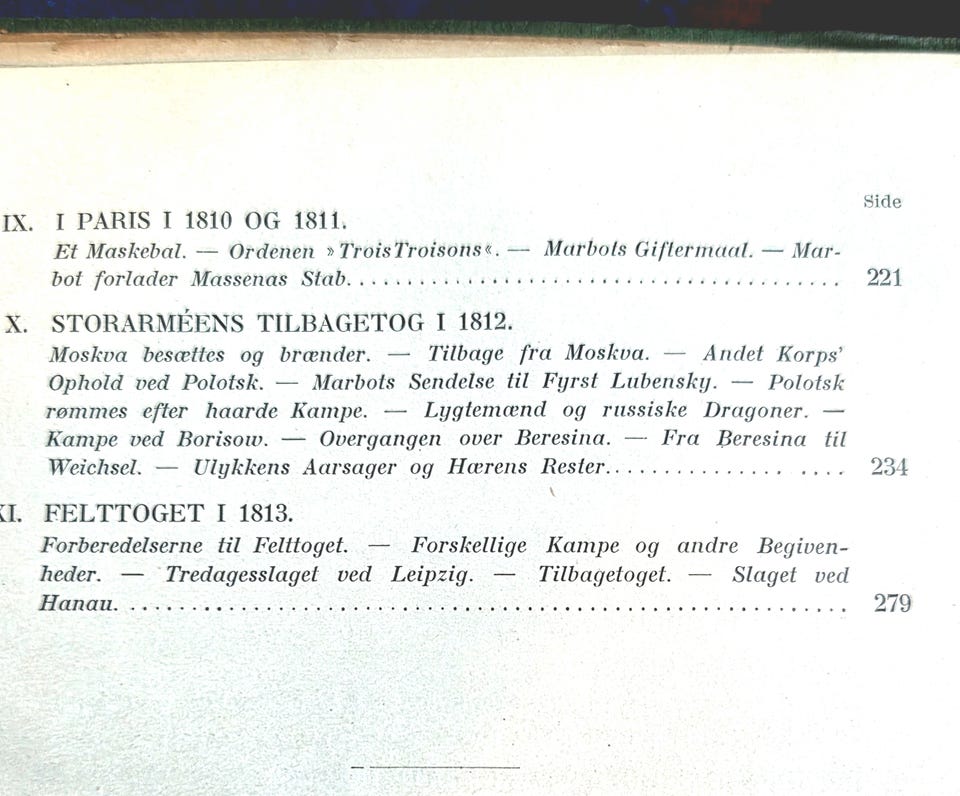 Side
IX. I PARIS I 1810 OG 1811.
Et Maskebal. — Ordenen »TroisTroisons«. — Marbots Giftermaal. — Mar-
bot forlader Massenas Stab. . . . . . . . . . . . . . . . . . . . . . . . . . . . . . . . . . . . . . . 221
X. STORARMÉENS TILBAGETOG I 1812.
Moskva besættes og brænder. — Tilbage fra Moskva. — Andet Korps'
Ophold ved Polotsk. — Marbots Sendelse til Fyrst Lubensky. — Polotsk
rømmes efter haarde Kampe. — Lygtemænd og russiske Dragoner. —
Kampe ved Borisow. — Overgangen over Beresina. — Fra Beresina til
Weichsel. — Ulykkens Aarsager og Hærens Rester. . . . . . . . . . . . . . . . . . 234
XI. FELTTOGET I 1813.
Forberedelserne til Felttoget. — Forskellige Kampe og andre Begiven-
heder. — Tredagesslaget ved Leipzig. — Tilbagetoget. — Slaget ved
Hanau. . . . . . . . . . . . . . . . . . . . . . . . . . . . . . . . . . . . . . . . . . . . . . . . . . . . . 279